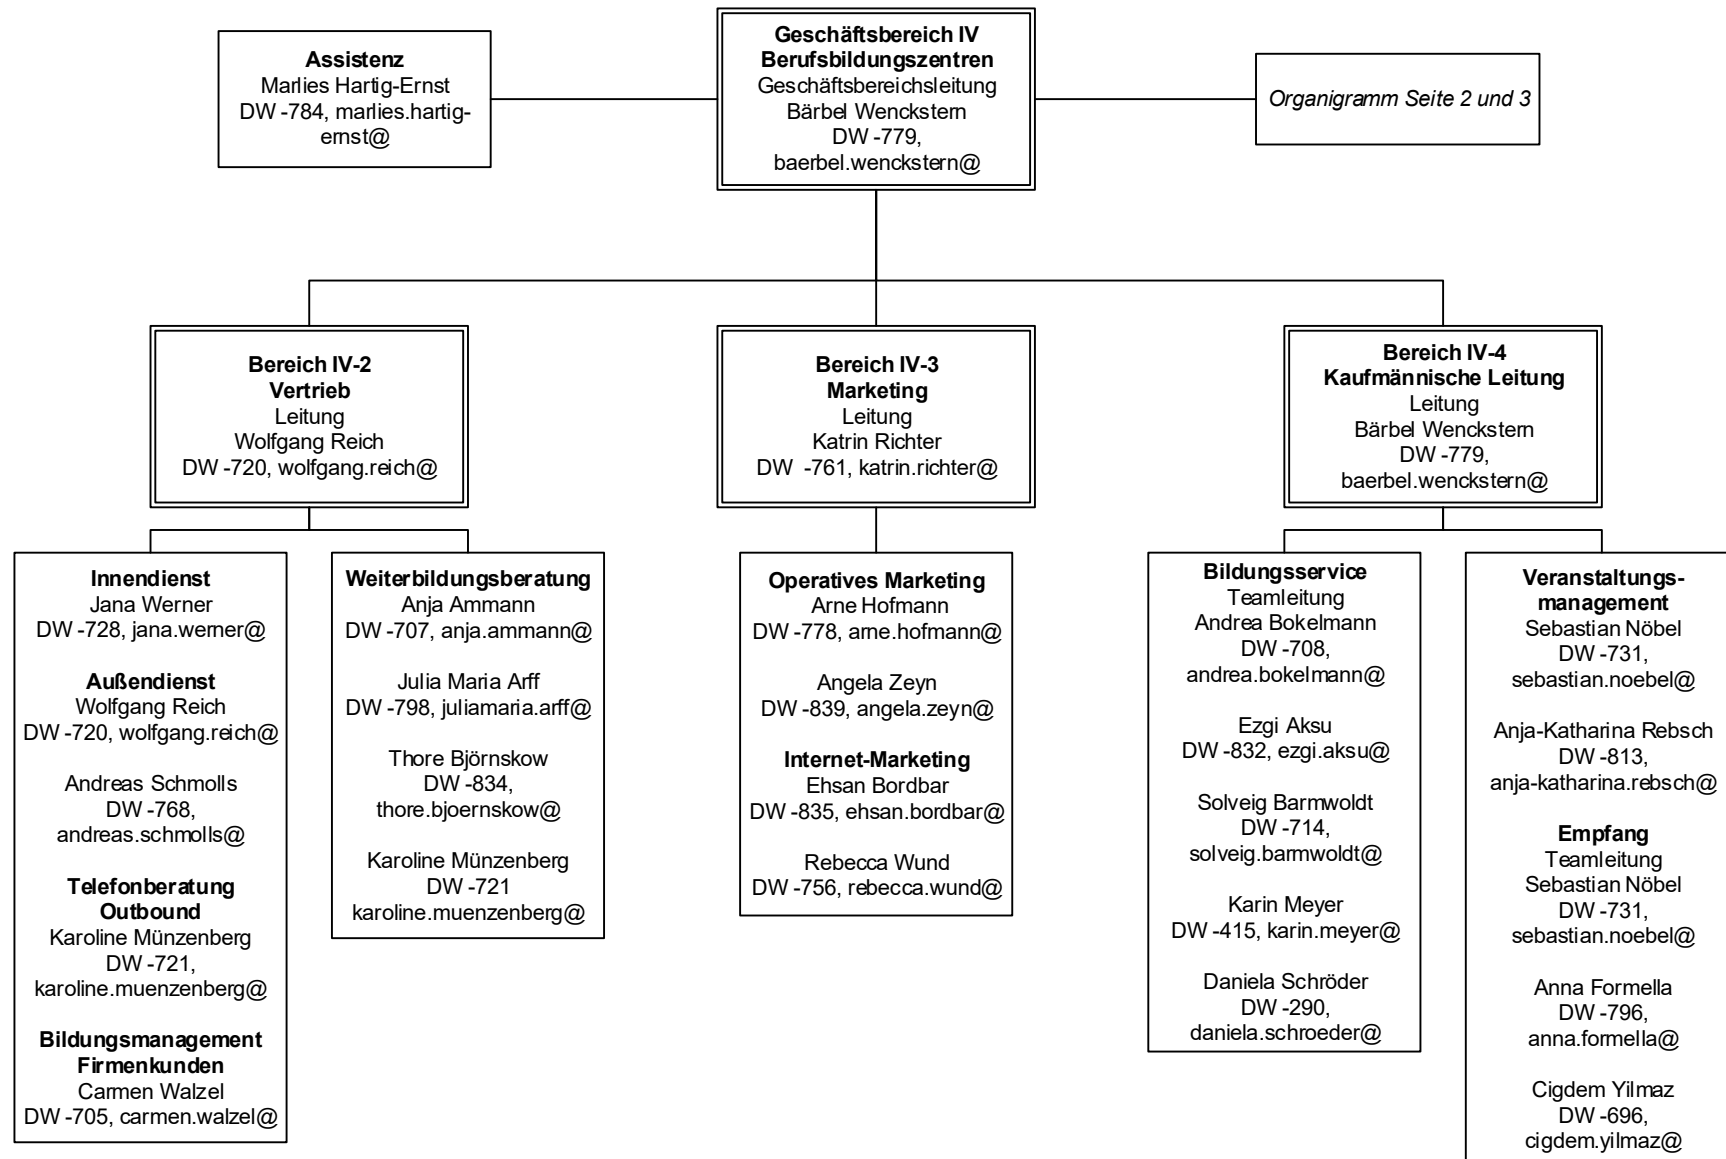 Assistenz
Marlies Hartig-Ernst
DW -784, marlies.hartig-
ernst@
Geschäftsbereich IV
Berufsbildungszentren
Geschäftsbereichsleitung
Bärbel Wenckstern
DW -779,
baerbel.wenckstern@
Organigramm Seite 2 und 3
Bereich IV-2
Vertrieb
Leitung
Wolfgang Reich
DW -720, wolfgang.reich@
Bereich IV-3
Marketing
Leitung
Katrin Richter
DW  -761, katrin.richter@
Bereich IV-4
Kaufmännische Leitung
Leitung
Bärbel Wenckstern
DW -779,
baerbel.wenckstern@
Innendienst
Jana Werner
DW -728, jana.werner@
Außendienst
Wolfgang Reich
DW -720, wolfgang.reich@
Andreas Schmolls
DW -768,
andreas.schmolls@
Telefonberatung
Outbound
Karoline Münzenberg
DW -721,
karoline.muenzenberg@
Bildungsmanagement
Firmenkunden
Carmen Walzel
DW -705, carmen.walzel@
Weiterbildungsberatung
Anja Ammann
DW -707, anja.ammann@
Julia Maria Arff
DW -798, juliamaria.arff@
Thore Björnskow
DW -834,
thore.bjoernskow@
Karoline Münzenberg
DW -721
karoline.muenzenberg@
Operatives Marketing
Arne Hofmann
DW -778, arne.hofmann@
Angela Zeyn
DW -839, angela.zeyn@
Internet-Marketing
Ehsan Bordbar
DW -835, ehsan.bordbar@
Rebecca Wund
DW -756, rebecca.wund@
Bildungsservice
Teamleitung
Andrea Bokelmann
DW -708,
andrea.bokelmann@
Ezgi Aksu
DW -832, ezgi.aksu@
Solveig Barmwoldt
DW -714,
solveig.barmwoldt@
Karin Meyer
DW -415, karin.meyer@
Daniela Schröder
DW -290,
daniela.schroeder@
Veranstaltungs-
management
Sebastian Nöbel
DW -731,
sebastian.noebel@
Anja-Katharina Rebsch
DW -813,
anja-katharina.rebsch@
Empfang
Teamleitung
Sebastian Nöbel
DW -731,
sebastian.noebel@
Anna Formella
DW -796,
anna.formella@
Cigdem Yilmaz
DW -696,
cigdem.yilmaz@